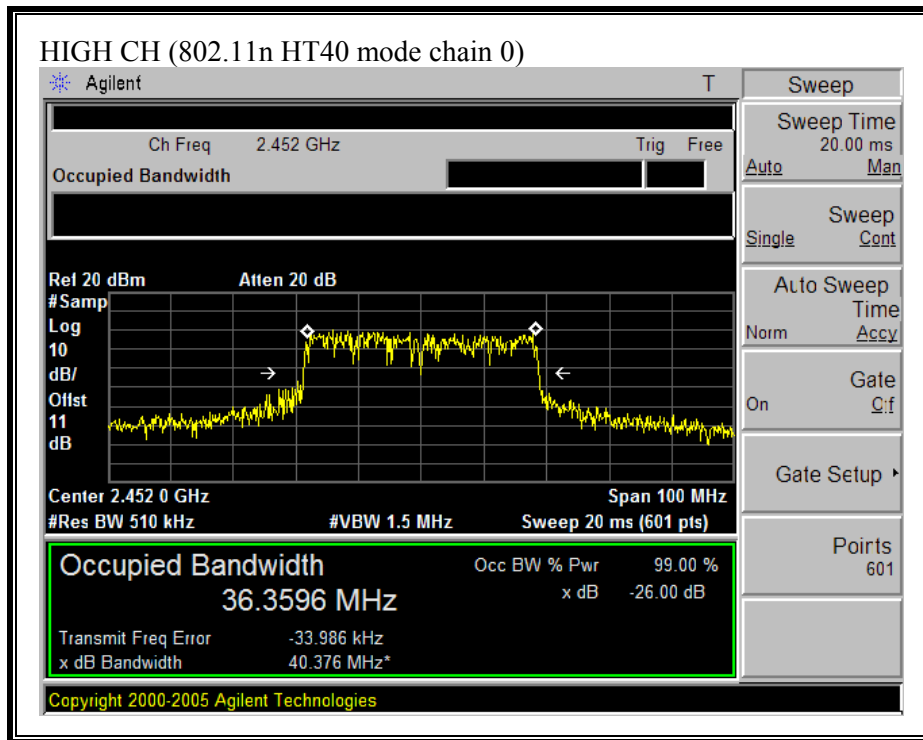 HIGH CH (802.11n HT40 mode chain 0)
Agilent T
Ch Freq 2.452 GHz Trig Free
Occupied Bandwidth
Ref 20 dBm Atten 20 dB
#Samp
Log
10
dB/
Offst
11
dB
Center 2.452 0 GHz Span 100 MHz
#Res BW 510 kHz #VBW 1.5 MHz Sweep 20 ms (601 pts)
Occupied Bandwidth
36.3596 MHz
Occ BW % Pwr 99.00 %
x dB -26.00 dB
Transmit Freq Error -33.986 kHz
x dB Bandwidth 40.376 MHz*
Copyright 2000-2005 Agilent Technologies
Sweep
Sweep Time
20.00 ms
Auto Man
Sweep
Single Cont
Auto Sweep
Time
Norm Accy
Gate
On Off
Gate Setup
Points
601